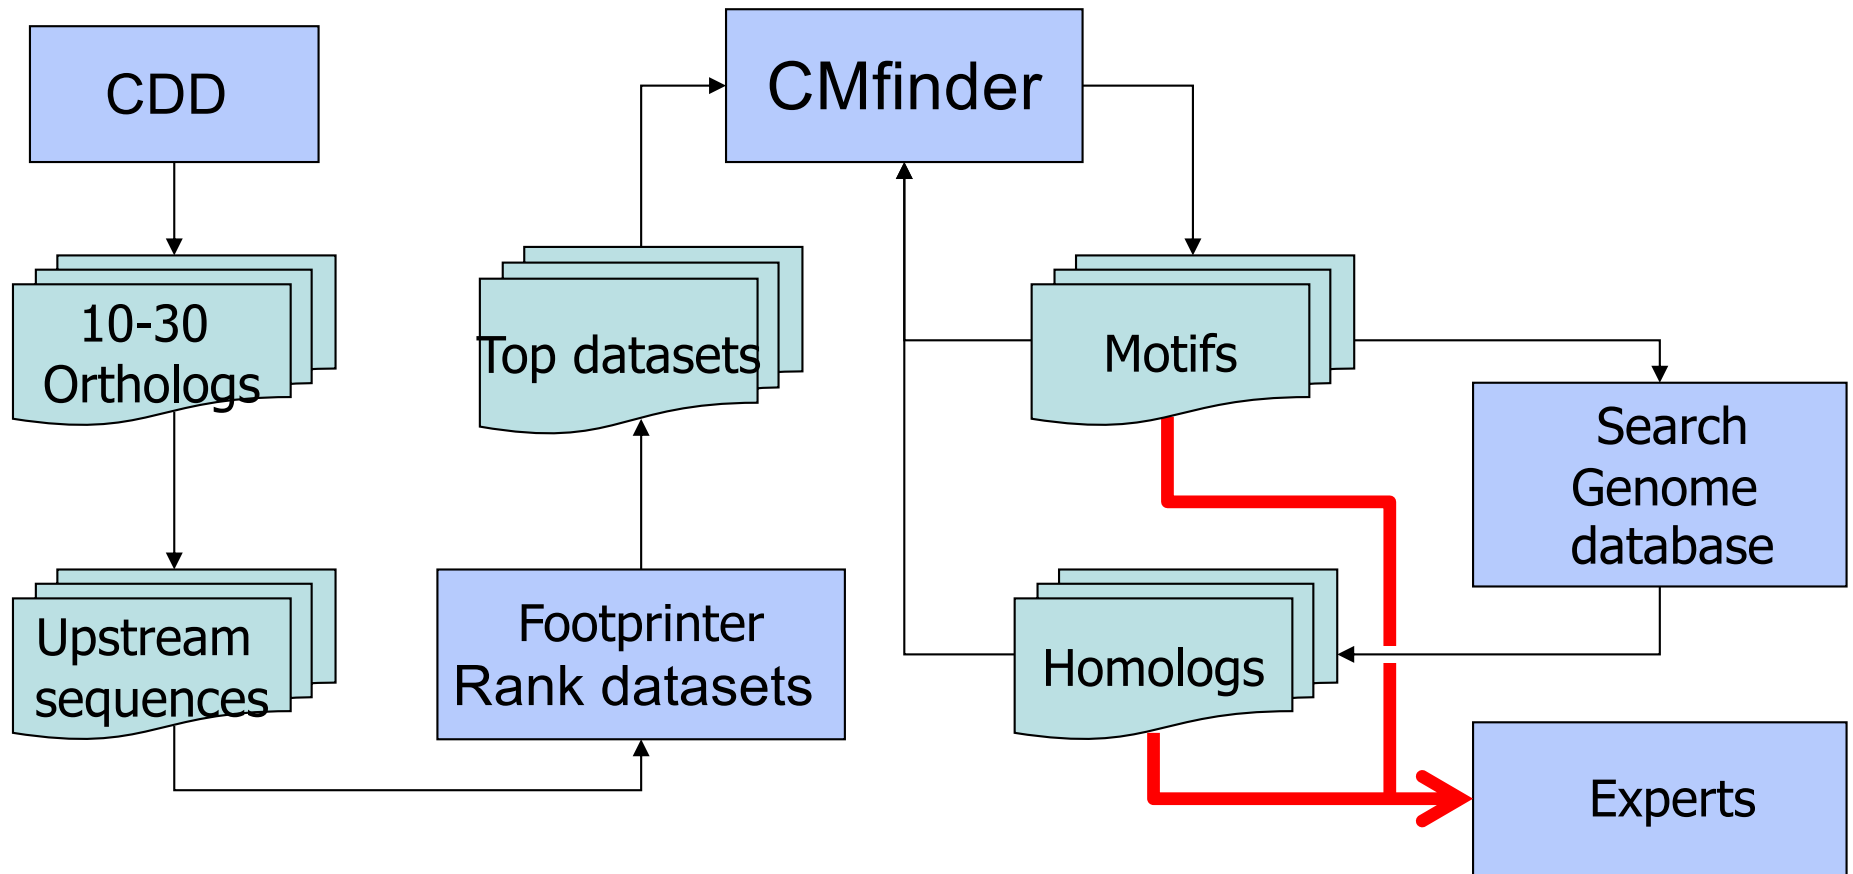 CDD
10-30
Orthologs
Upstream
sequences
Footprinter
Rank datasets
Top datasets
CMfinder
Motifs
Search
Genome
database
Homologs
Experts